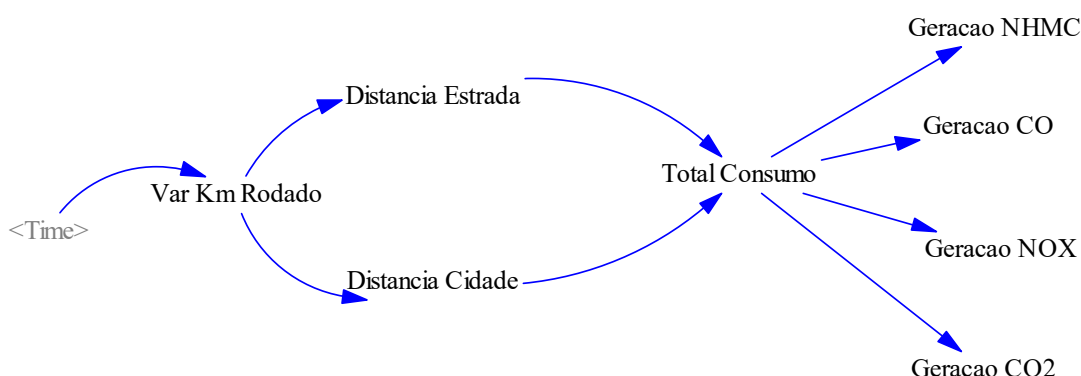 Geracao NHMC
Distancia Estrada
Geracao CO
Total Consumo
Var Km Rodado
<Time>
Geracao NOX
Distancia Cidade
Geracao CO2